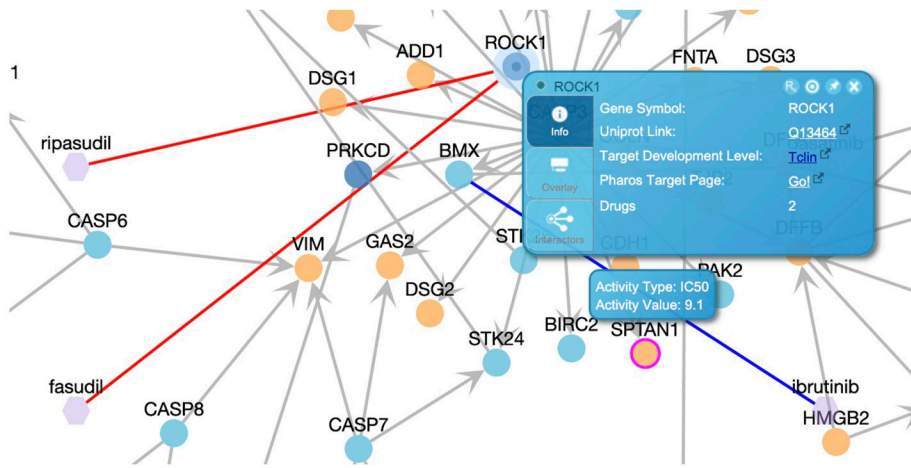 ROCK1
ADD1
FNTA
DSG3
1
DSG1
ROCK1
Gene Symbol: ROCK1
Info
Uniprot Link: Q13464
ripasudil
PRKCD
BMX
Target Development Level: Tclin
Pharos Target Page: Go!
Overlay
Drugs 2
CASP6
VIM
GAS2
Interactors
CDH1
DFFB
PAK2
DSG2
Activity Type: IC50
Activity Value: 9.1
STK24
BIRC2
SPTAN1
fasudil
ibrutinib
CASP8
CASP7
HMGB2